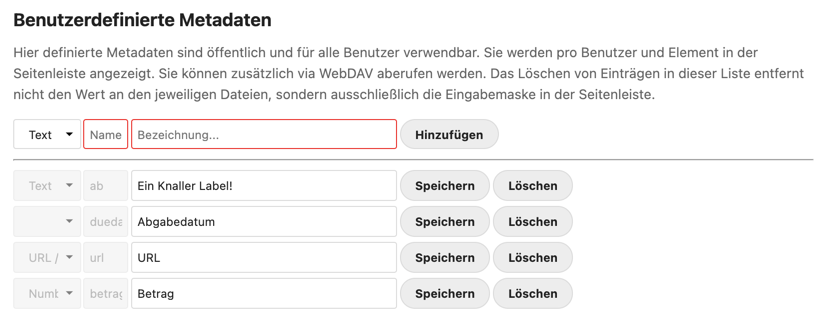 Benutzerdefinierte Metadaten
Hier definierte Metadaten sind öffentlich und für alle Benutzer verwendbar. Sie werden pro Benutzer und Element in der
Seitenleiste angezeigt. Sie können zusätzlich via WebDAV aberufen werden. Das Löschen von Einträgen in dieser Liste entfernt
nicht den Wert an den jeweiligen Dateien, sondern ausschließlich die Eingabemaske in der Seitenleiste.
Text Name Bezeichnung... Hinzufügen
Text ab Ein Knaller Label! Speichern Löschen
dueda Abgabedatum Speichern Löschen
URL / url URL Speichern Löschen
Numb betrag Betrag Speichern Löschen